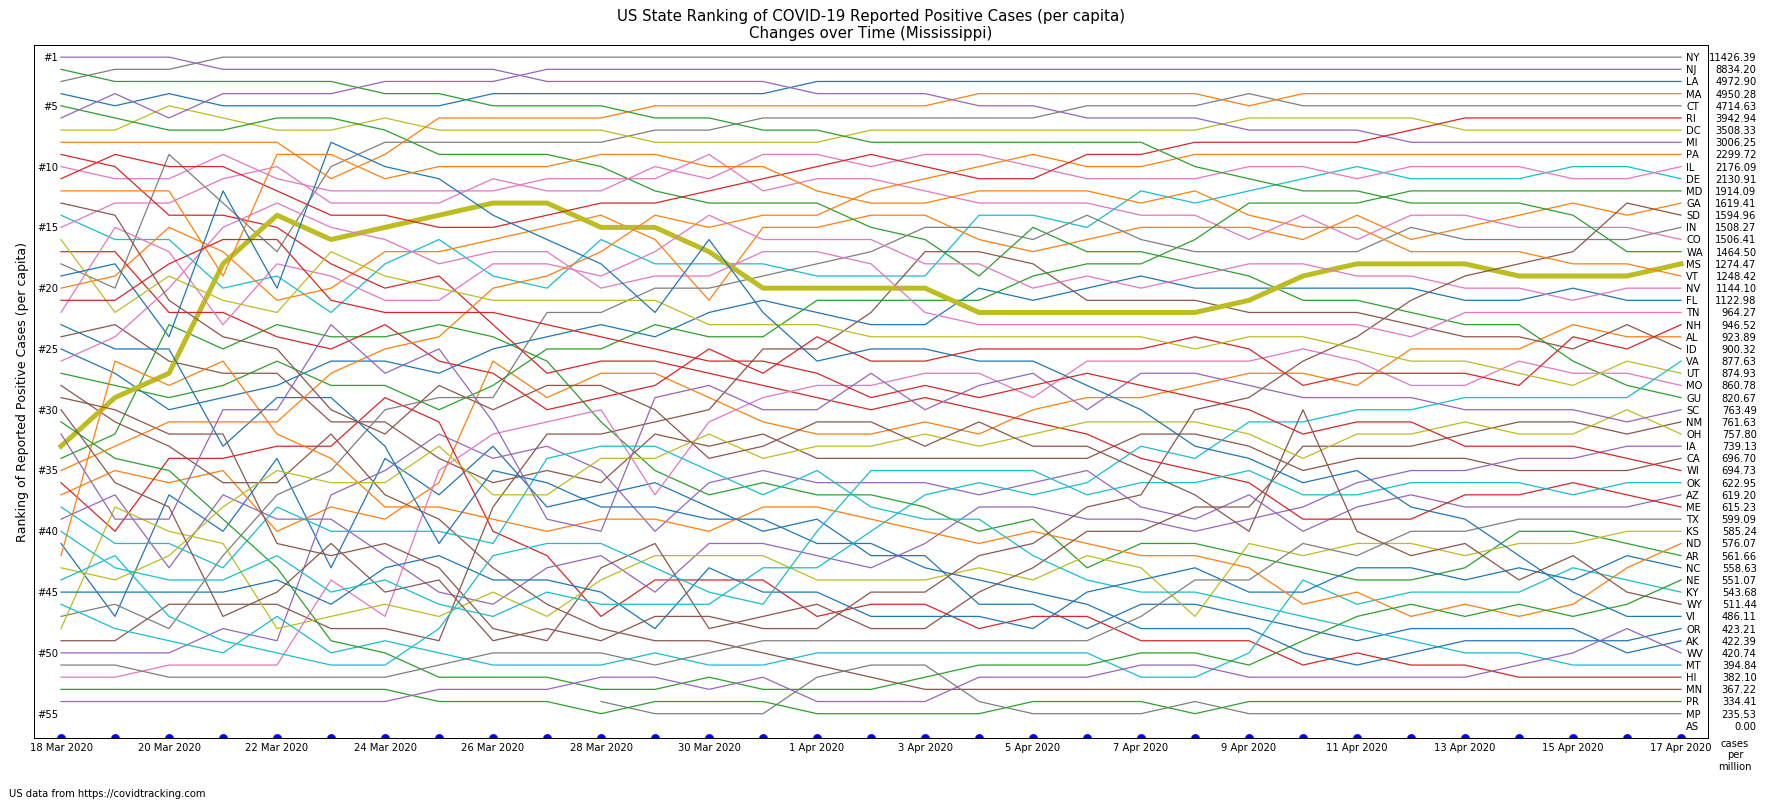 US State Ranking of COVID-19 Reported Positive Cases (per capita)
Changes over Time (Mississippi)
Ranking of Reported Positive Cases (per capita)
#1
#5
#10
#15
#20
#25
#30
#35
#40
#45
#50
#55
NY 11426.39
NJ 8834.20
LA 4972.90
MA 4950.28
CT 4714.63
RI 3942.94
DC 3508.33
MI 3006.25
PA 2299.72
IL 2176.09
DE 2130.91
MD 1914.09
GA 1619.41
SD 1594.96
IN 1508.27
CO 1506.41
WA 1464.50
MS 1274.47
VT 1248.42
NV 1144.10
FL 1122.98
TN 964.27
NH 946.52
AL 923.89
ID 900.32
VA 877.63
UT 874.93
MO 860.78
GU 820.67
SC 763.49
NM 761.63
OH 757.80
IA 739.13
CA 696.70
WI 694.73
OK 622.95
AZ 619.20
ME 615.23
TX 599.09
KS 585.24
ND 576.07
AR 561.66
NC 558.63
NE 551.07
KY 543.68
WY 511.44
VI 486.11
OR 423.21
AK 422.39
WV 420.74
MT 394.84
HI 382.10
MN 367.22
PR 334.41
MP 235.53
AS 0.00
18 Mar 2020 20 Mar 2020 22 Mar 2020 24 Mar 2020 26 Mar 2020 28 Mar 2020 30 Mar 2020 1 Apr 2020 3 Apr 2020 5 Apr 2020 7 Apr 2020 9 Apr 2020 11 Apr 2020 13 Apr 2020 15 Apr 2020 17 Apr 2020
cases
per
million
US data from https://covidtracking.com